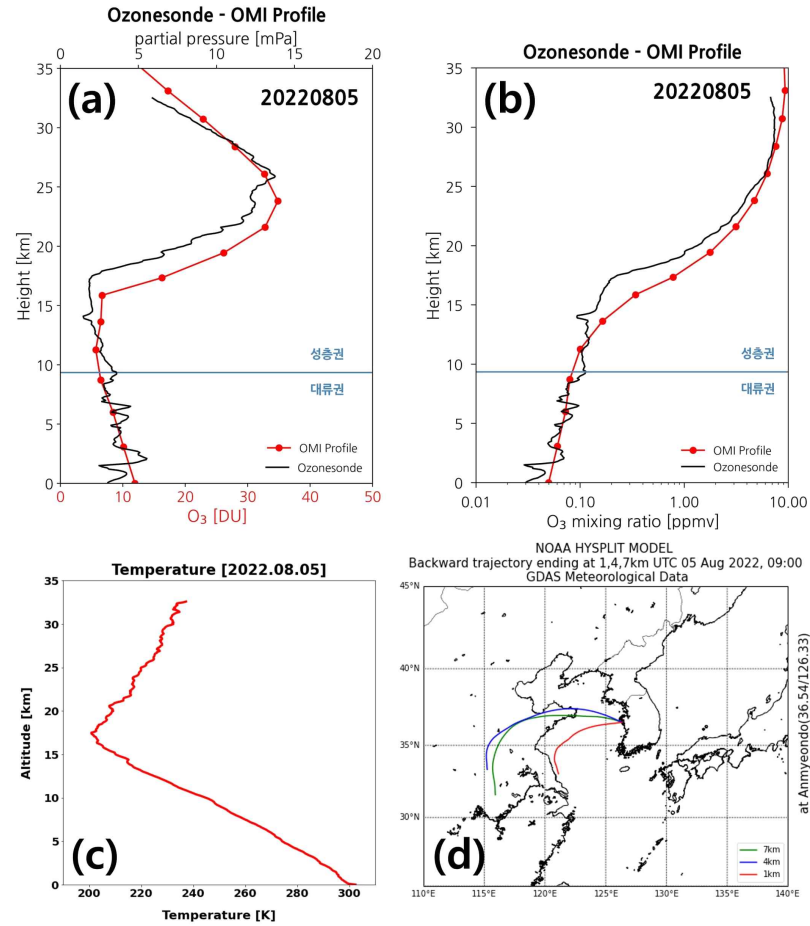 Ozonesonde - OMI Profile
partial pressure [mPa]
0 5 10 15 20
(a)
20220805
Height [km]
35
30
25
20
15
10
5
0
성층권
대류권
OMI Profile
Ozonesonde
0 10 20 30 40 50
O₃ [DU]
Ozonesonde - OMI Profile
(b)
20220805
Height [km]
35
30
25
20
15
10
5
0
성층권
대류권
OMI Profile
Ozonesonde
0.01 0.10 1.00 10.00
O₃ mixing ratio [ppmv]
Temperature [2022.08.05]
Altitude [km]
35
30
25
20
15
10
5
0
(c)
200 220 240 260 280 300
Temperature [K]
NOAA HYSPLIT MODEL
Backward trajectory ending at 1,4,7km UTC 05 Aug 2022, 09:00
GDAS Meteorological Data
45°N
40°N
35°N
30°N
(d)
7km
4km
1km
110°E 115°E 120°E 125°E 130°E 135°E 140°E
at Anmyeondo(36.54/126.33)